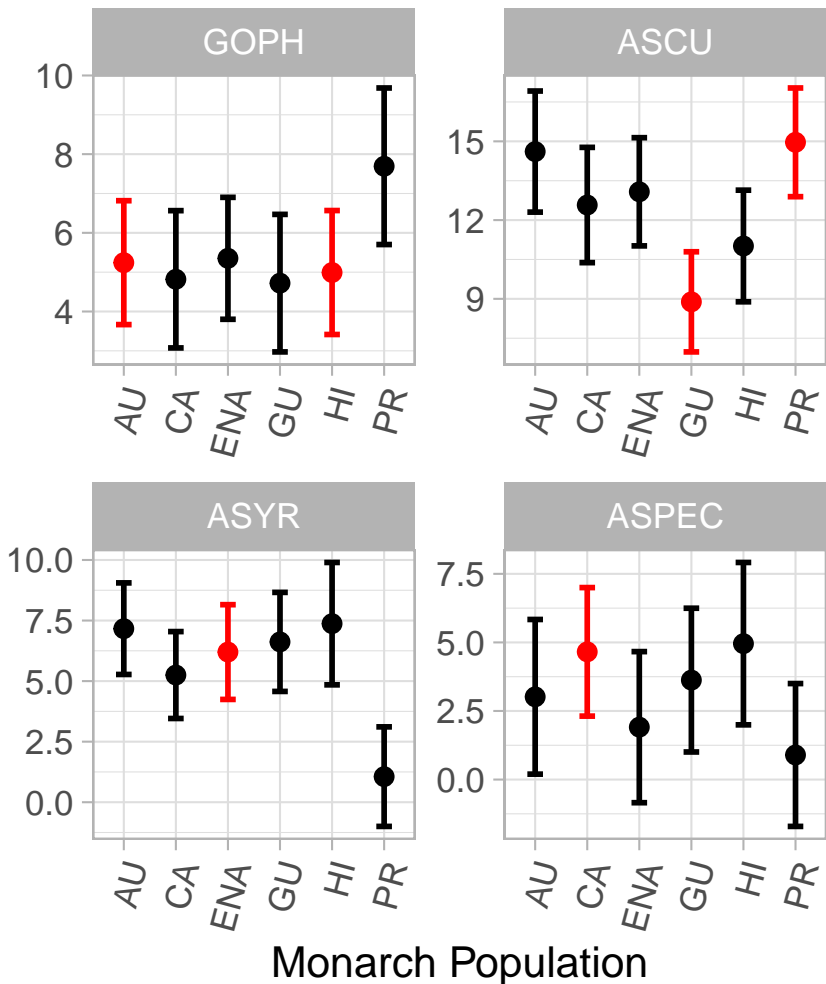 GOPH
ASCU
10
8
6
4
15
12
9
AU CA ENA GU HI PR
AU CA ENA GU HI PR
ASYR
ASPEC
10.0
7.5
5.0
2.5
0.0
7.5
5.0
2.5
0.0
AU CA ENA GU HI PR
AU CA ENA GU HI PR
Monarch Population